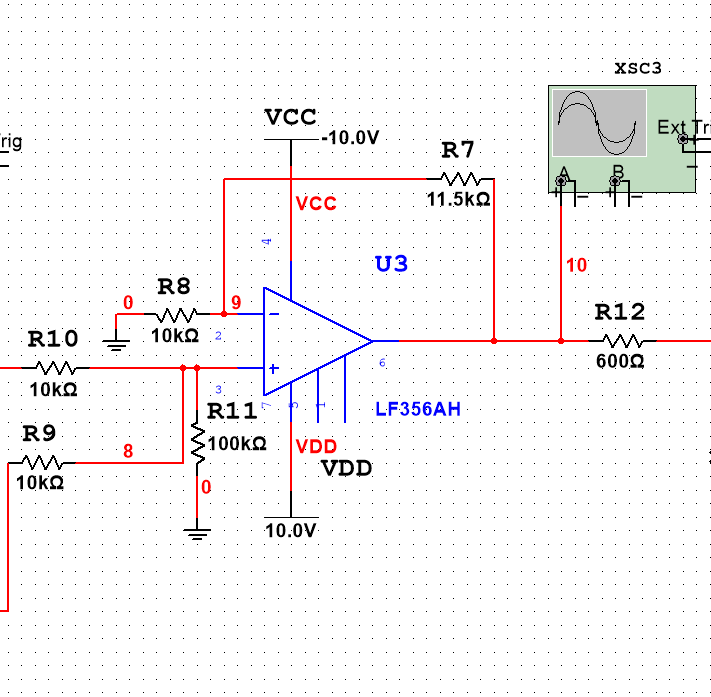 XSC3
VCC
-10.0V
Ext Trig
rig
R7
A
B
+
−
+
−
−
11.5kΩ
VCC
4
U3
10
R8
0
9
R12
10kΩ
2
−
R10
6
600Ω
10kΩ
+
3
7
5
1
LF356AH
R11
R9
100kΩ
8
VDD
VDD
10kΩ
0
10.0V